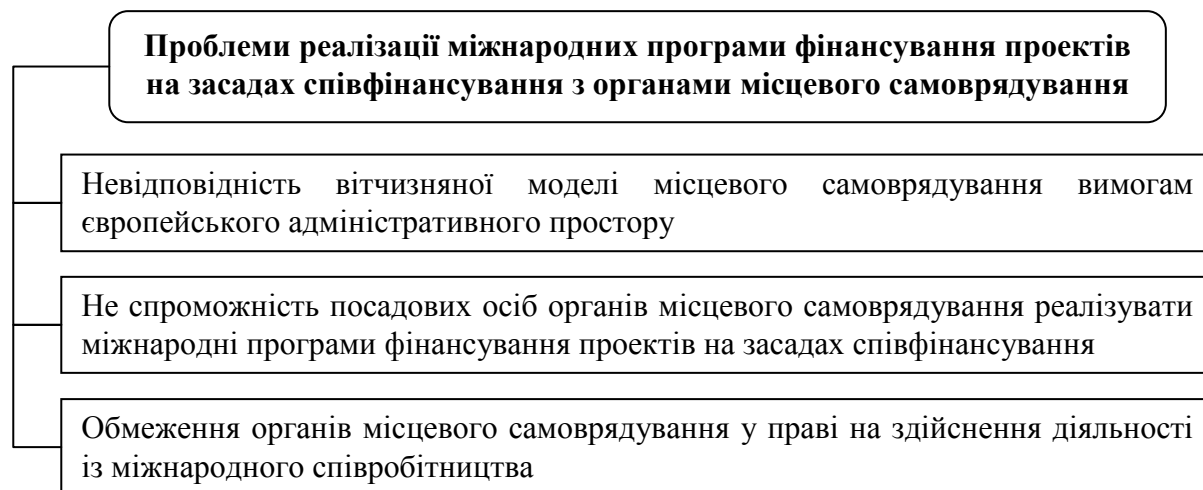 Проблеми реалізації міжнародних програми фінансування проектів
на засадах співфінансування з органами місцевого самоврядування
Невідповідність вітчизняної моделі місцевого самоврядування вимогам
європейського адміністративного простору
Не спроможність посадових осіб органів місцевого самоврядування реалізувати
міжнародні програми фінансування проектів на засадах співфінансування
Обмеження органів місцевого самоврядування у праві на здійснення діяльності
із міжнародного співробітництва